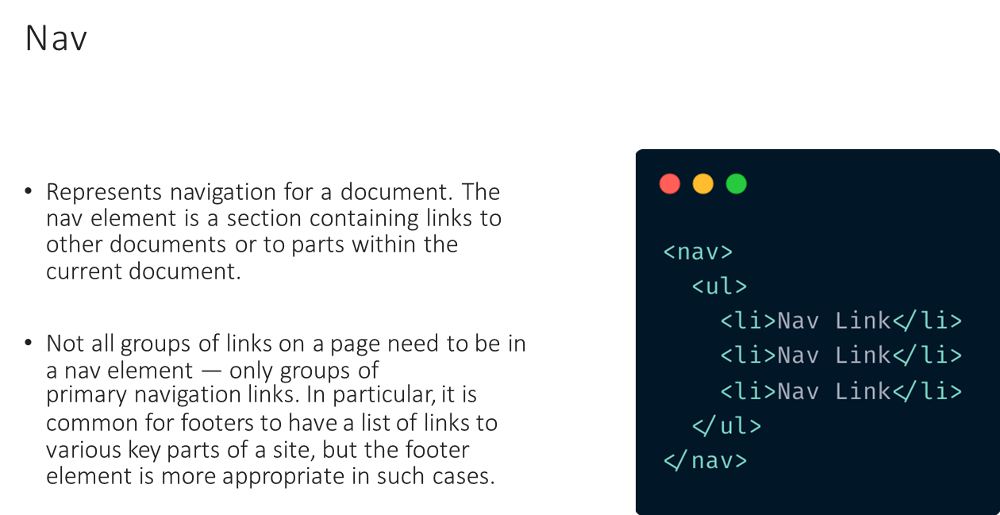 Nav
• Represents navigation for a document. The
nav element is a section containing links to
other documents or to parts within the
current document.
• Not all groups of links on a page need to be in
a nav element — only groups of
primary navigation links. In particular, it is
common for footers to have a list of links to
various key parts of a site, but the footer
element is more appropriate in such cases.
<nav>
  <ul>
    <li>Nav Link</li>
    <li>Nav Link</li>
    <li>Nav Link</li>
  </ul>
</nav>